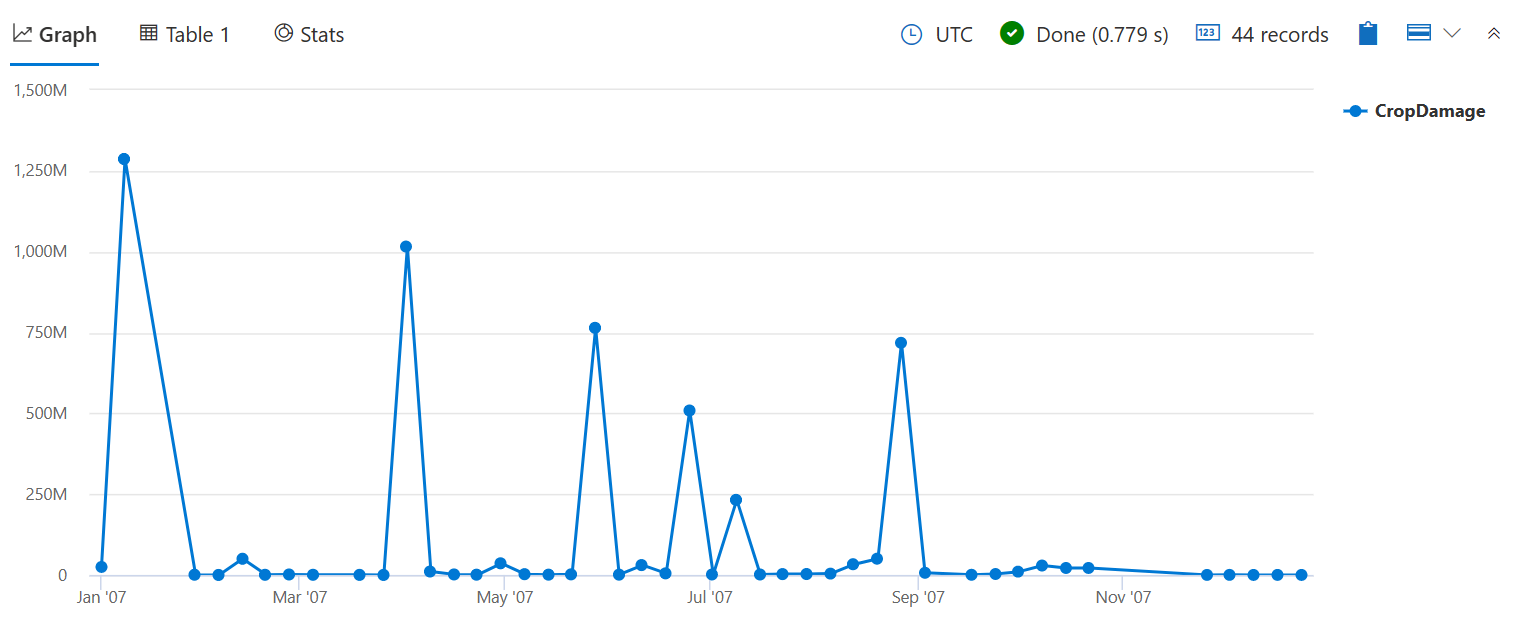 Graph Table 1 Stats UTC Done (0.779 s) 123 44 records
1,500M
CropDamage
1,250M
1,000M
750M
500M
250M
0
Jan '07 Mar '07 May '07 Jul '07 Sep '07 Nov '07